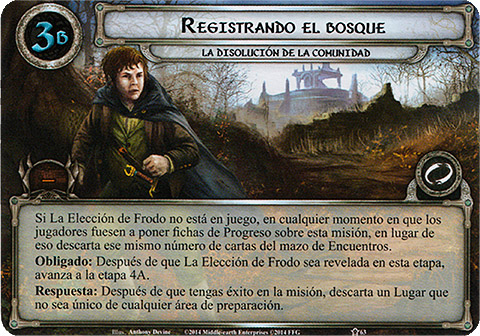 3B
REGISTRANDO EL BOSQUE
LA DISOLUCIÓN DE LA COMUNIDAD
Si La Elección de Frodo no está en juego, en cualquier momento en que los
jugadores fuesen a poner fichas de Progreso sobre esta misión, en lugar de
eso descarta ese mismo número de cartas del mazo de Encuentros.
Obligado: Después de que La Elección de Frodo sea revelada en esta etapa,
avanza a la etapa 4A.
Respuesta: Después de que tengas éxito en la misión, descarta un Lugar que
no sea único de cualquier área de preparación.
Illus. Anthony Devine ©2014 Middle-earth Enterprises ©2014 FFG 63